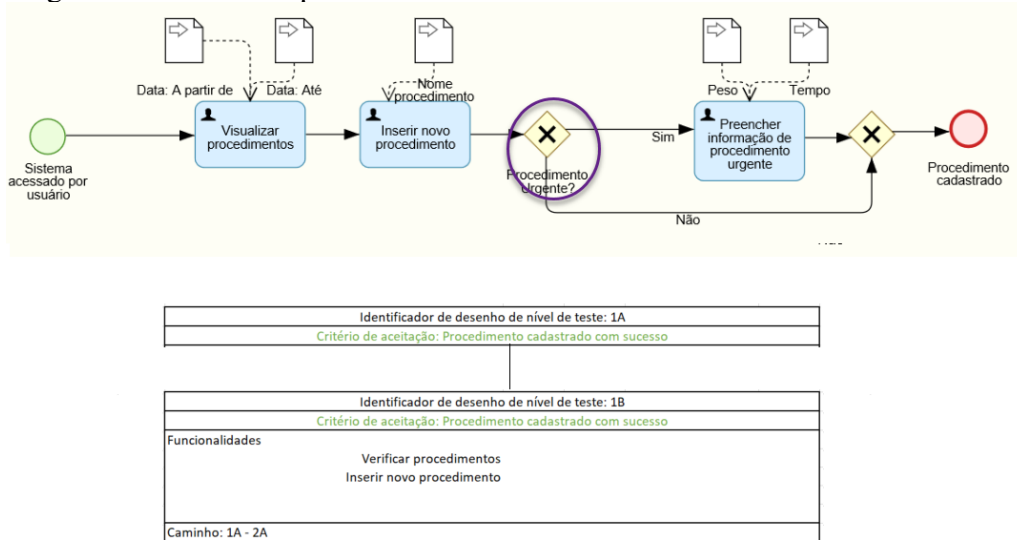 Data: A partir de
Data: Até
Nome
procedimento
Peso
Tempo
Visualizar
procedimentos
Inserir novo
procedimento
Sim
Preencher
informação de
procedimento
urgente
Sistema
acessado por
usuário
Procedimento
Urgente?
Procedimento
cadastrado
Não
Identificador de desenho de nível de teste: 1A
Critério de aceitação: Procedimento cadastrado com sucesso
Identificador de desenho de nível de teste: 1B
Critério de aceitação: Procedimento cadastrado com sucesso
Funcionalidades
Verificar procedimentos
Inserir novo procedimento
Caminho: 1A - 2A